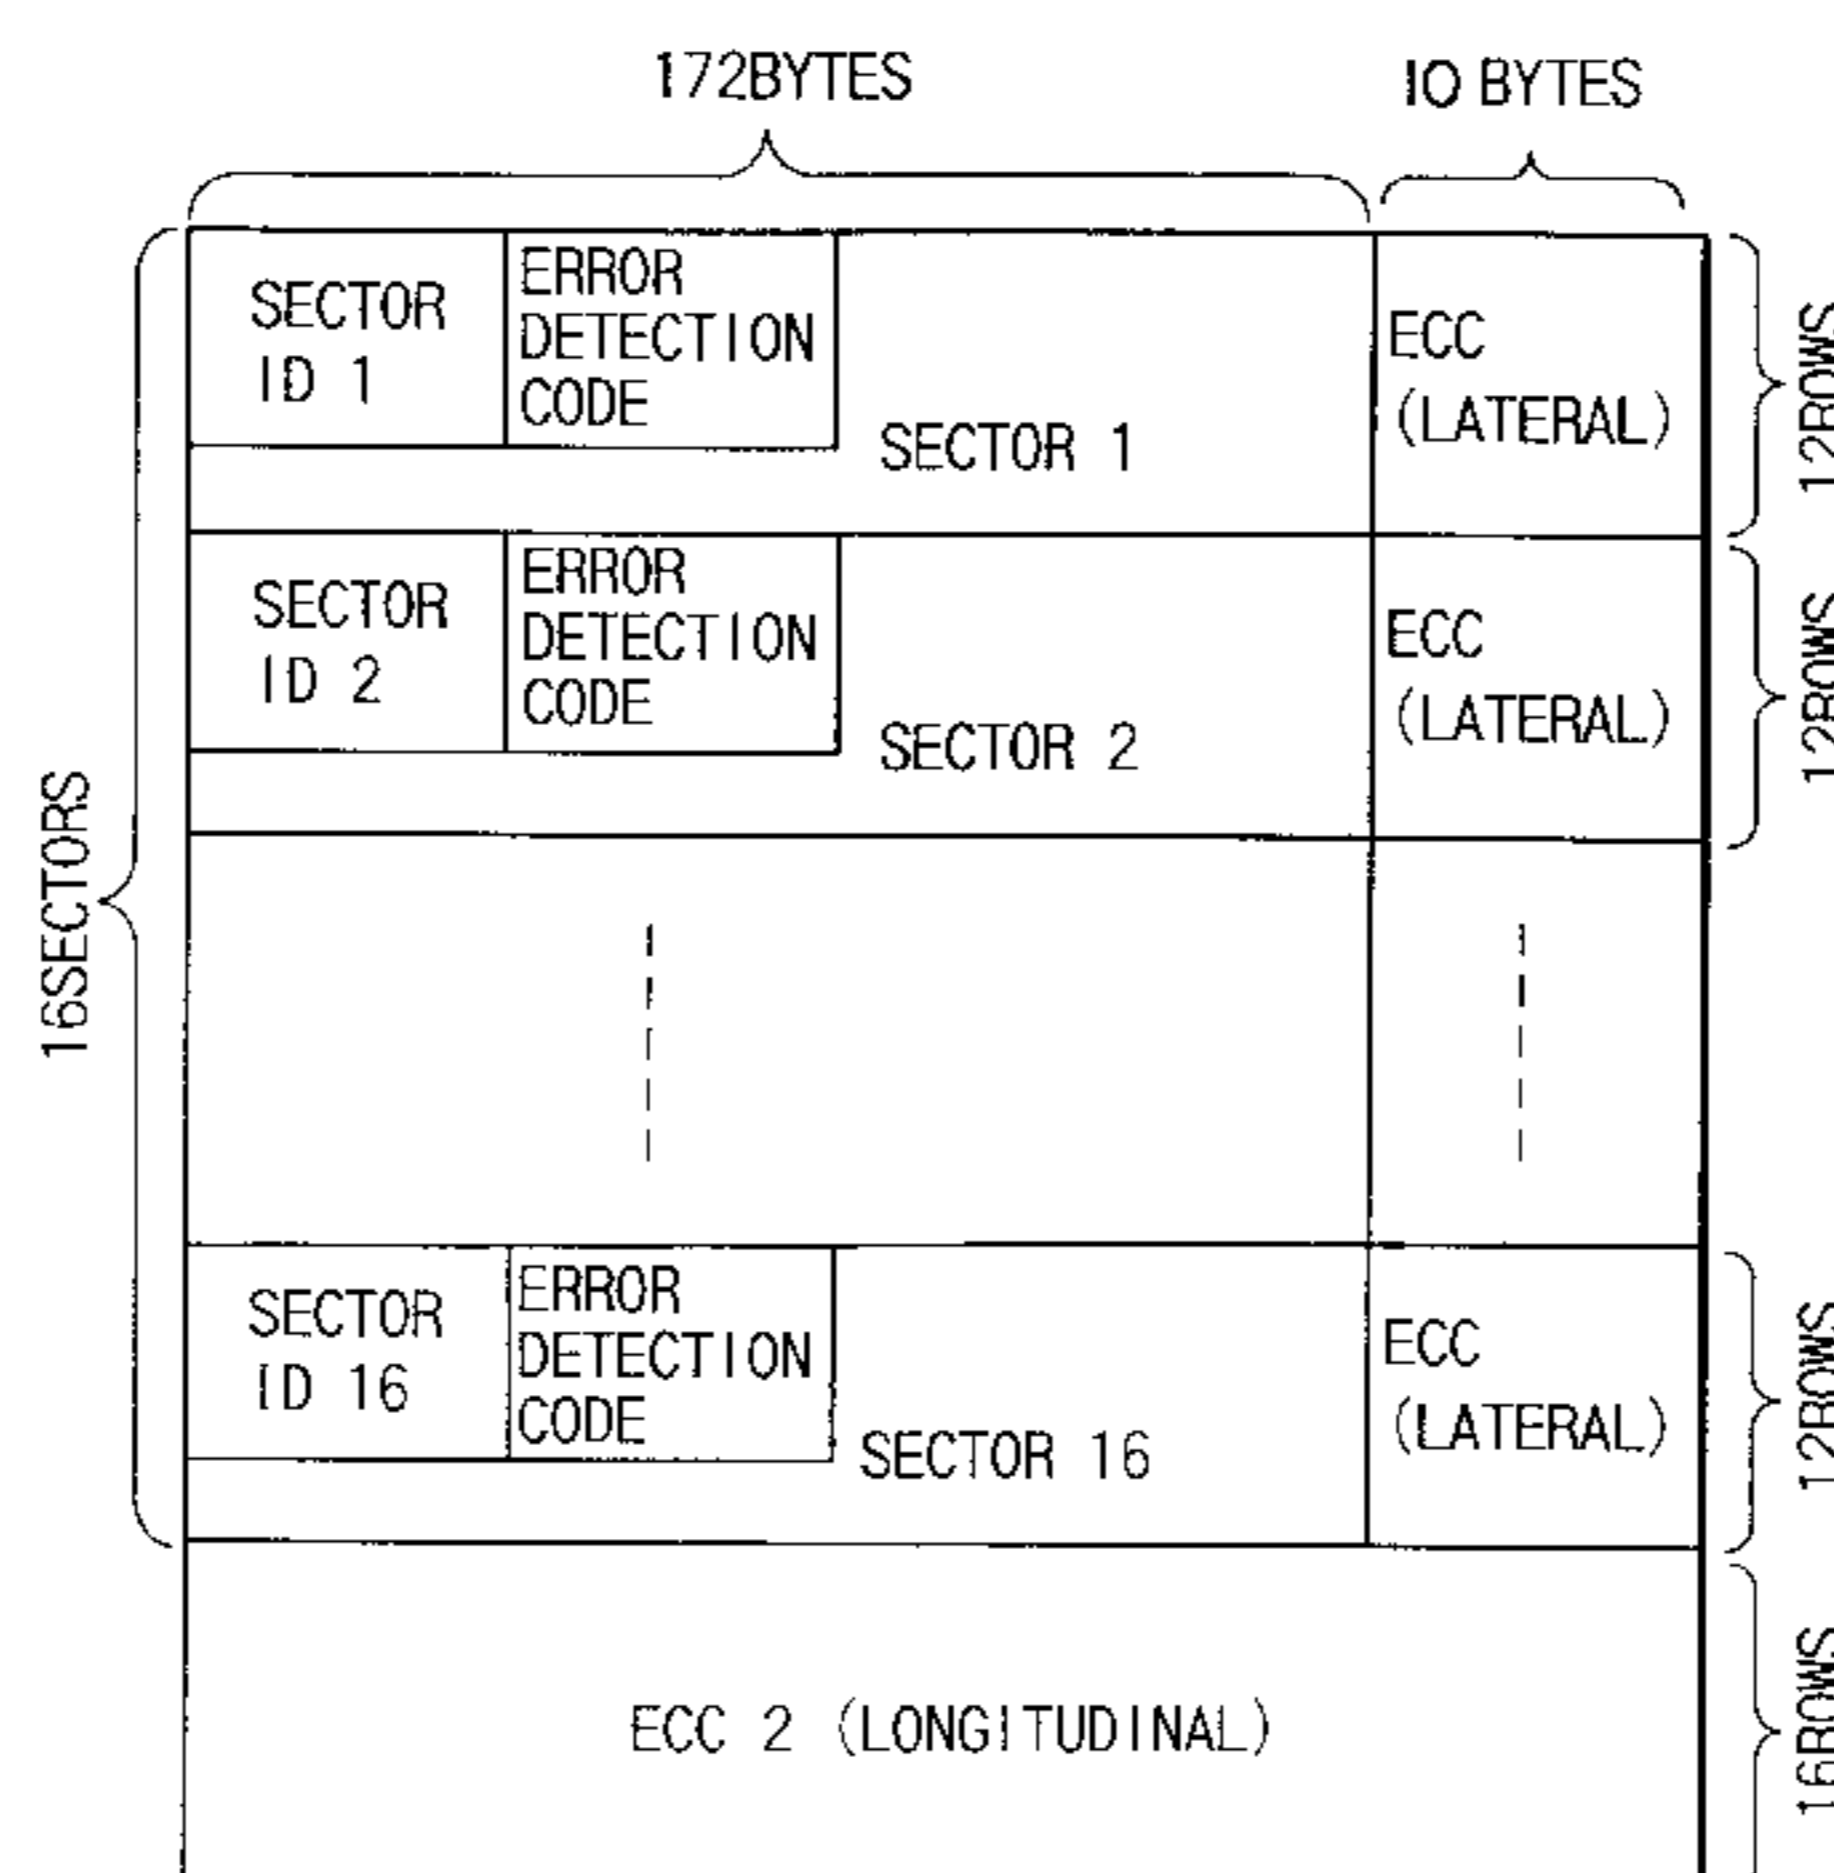 172BYTES
10 BYTES
SECTOR
ID 1
ERROR
DETECTION
CODE
SECTOR 1
ECC
(LATERAL)
12ROWS
SECTOR
ID 2
ERROR
DETECTION
CODE
SECTOR 2
ECC
(LATERAL)
12ROWS
16SECTORS
SECTOR
ID 16
ERROR
DETECTION
CODE
SECTOR 16
ECC
(LATERAL)
12ROWS
ECC 2 (LONGITUDINAL)
16ROWS